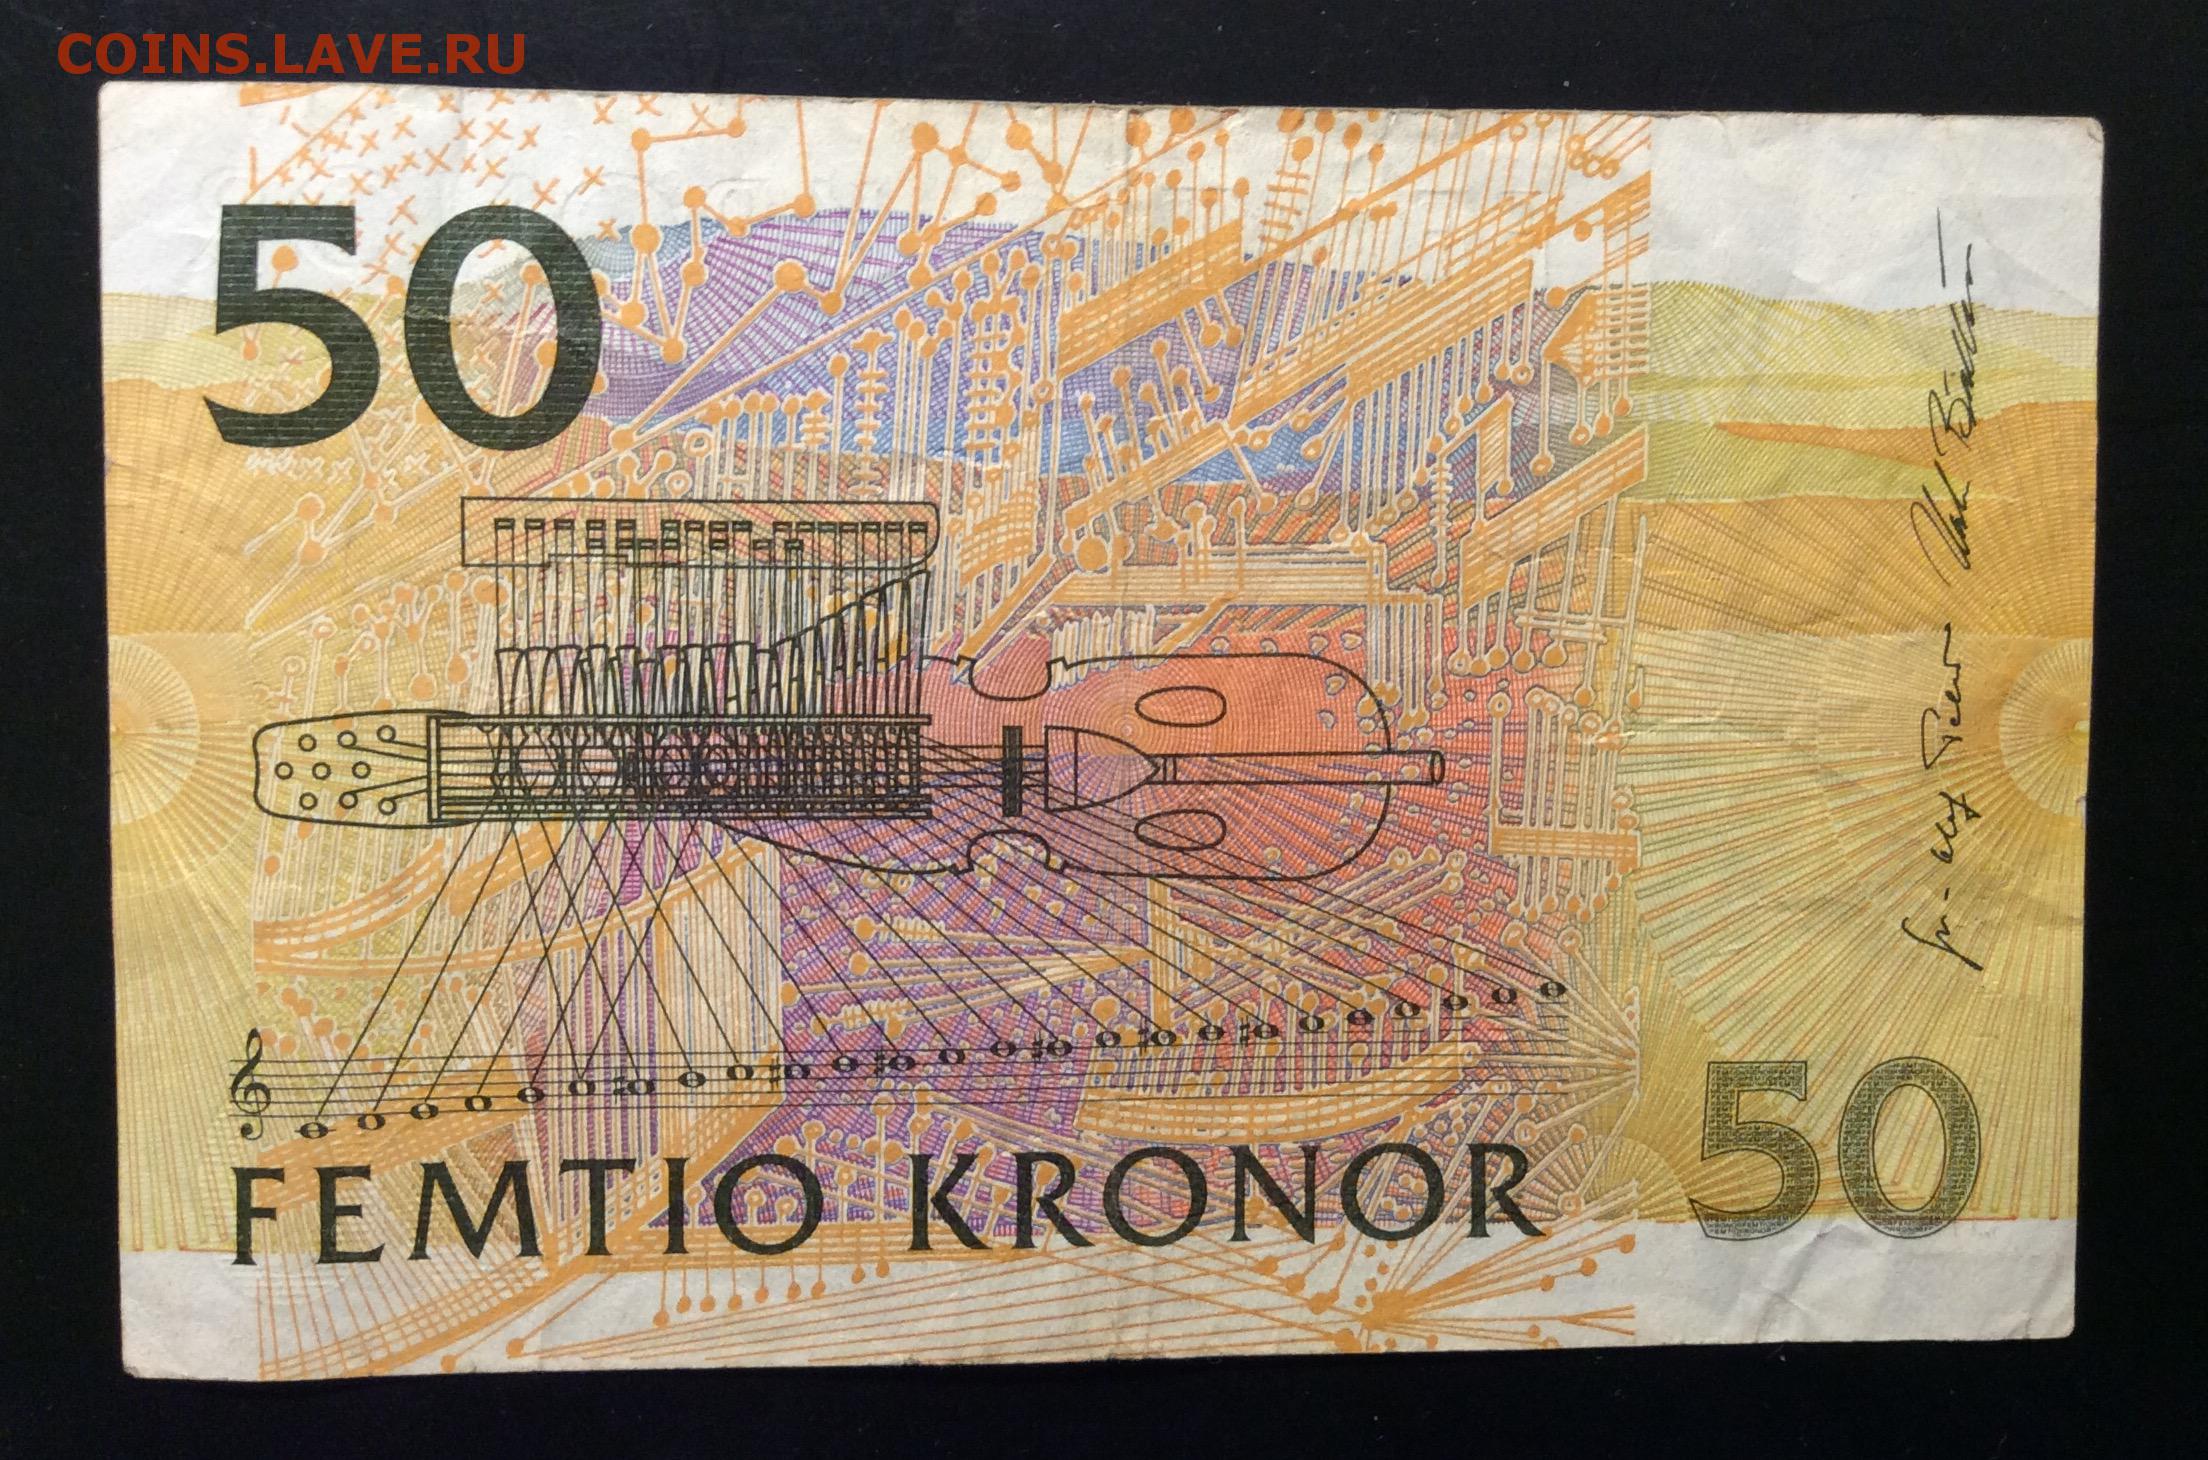 COINS.LAVE.RU
50
FEMTIO KRONOR
50